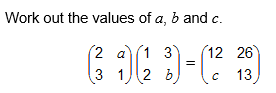 Work out the values of a, b and c.
(2 a) (1 3) = (12 26)
(3 1) (2 b) (c 13)